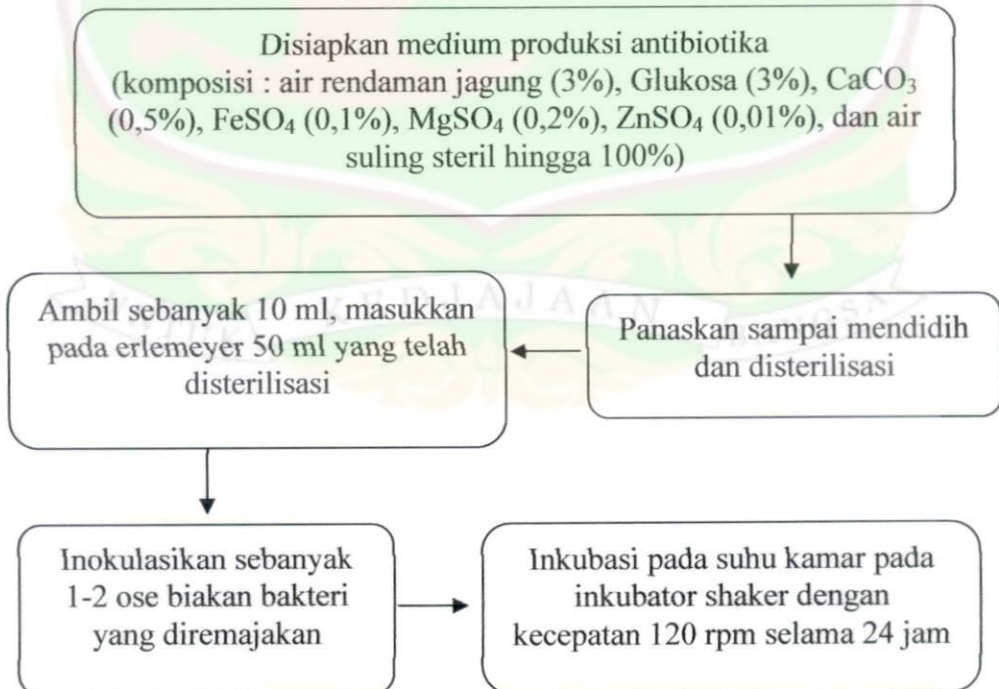 Disiapkan medium produksi antibiotika
(komposisi : air rendaman jagung (3%), Glukosa (3%), CaCO₃
(0,5%), FeSO₄ (0,1%), MgSO₄ (0,2%), ZnSO₄ (0,01%), dan air
suling steril hingga 100%)
Panaskan sampai mendidih
dan disterilisasi
Ambil sebanyak 10 ml, masukkan
pada erlemeyer 50 ml yang telah
disterilisasi
Inokulasikan sebanyak
1-2 ose biakan bakteri
yang diremajakan
Inkubasi pada suhu kamar pada
inkubator shaker dengan
kecepatan 120 rpm selama 24 jam
UNTUK KEDJAJAAN BANGSA